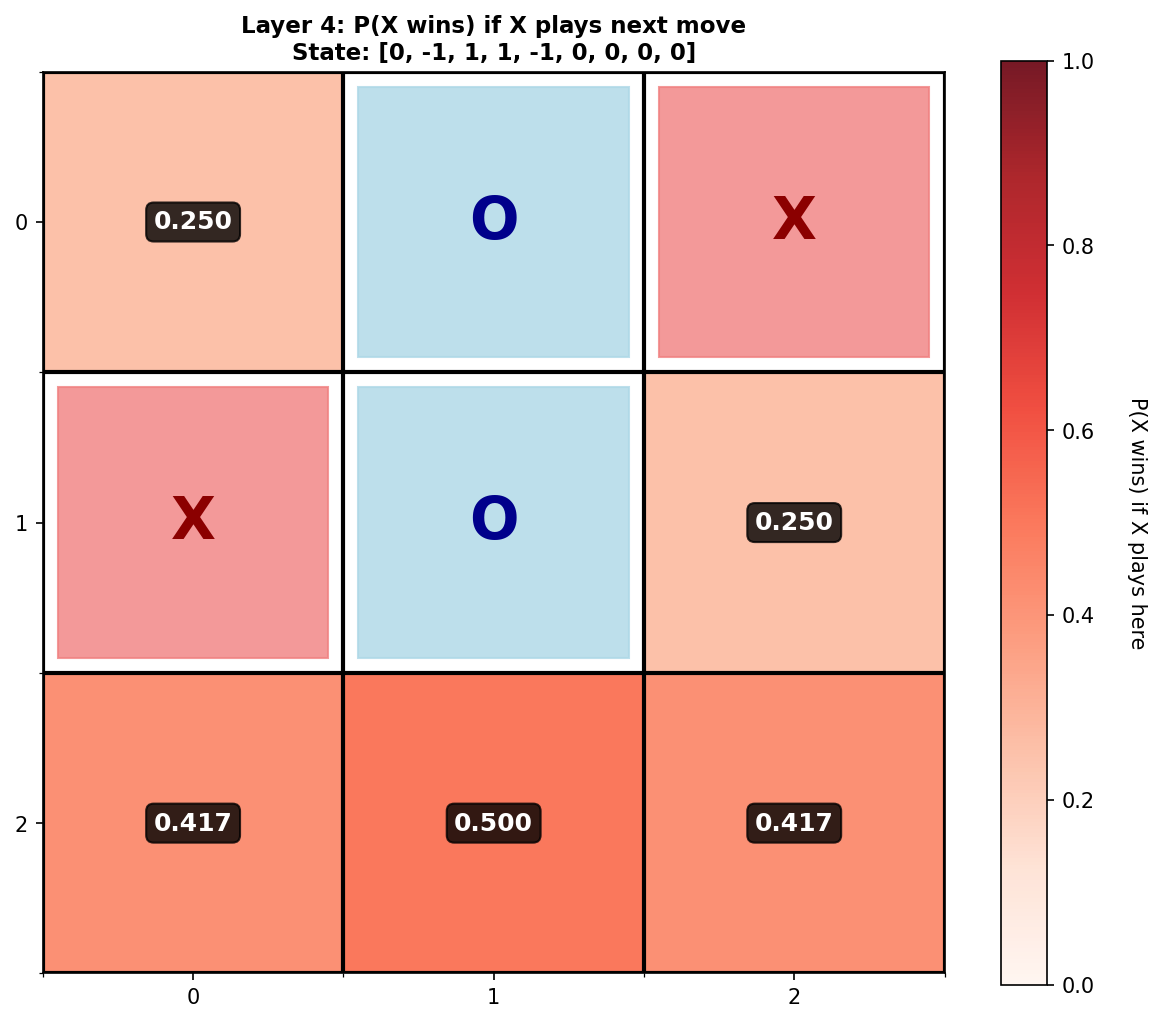 Layer 4: P(X wins) if X plays next move
State: [0, -1, 1, 1, -1, 0, 0, 0, 0]
0
0.250
O
X
1
X
O
0.250
2
0.417
0.500
0.417
0
1
2
1.0
0.8
0.6
0.4
0.2
0.0
P(X wins) if X plays here